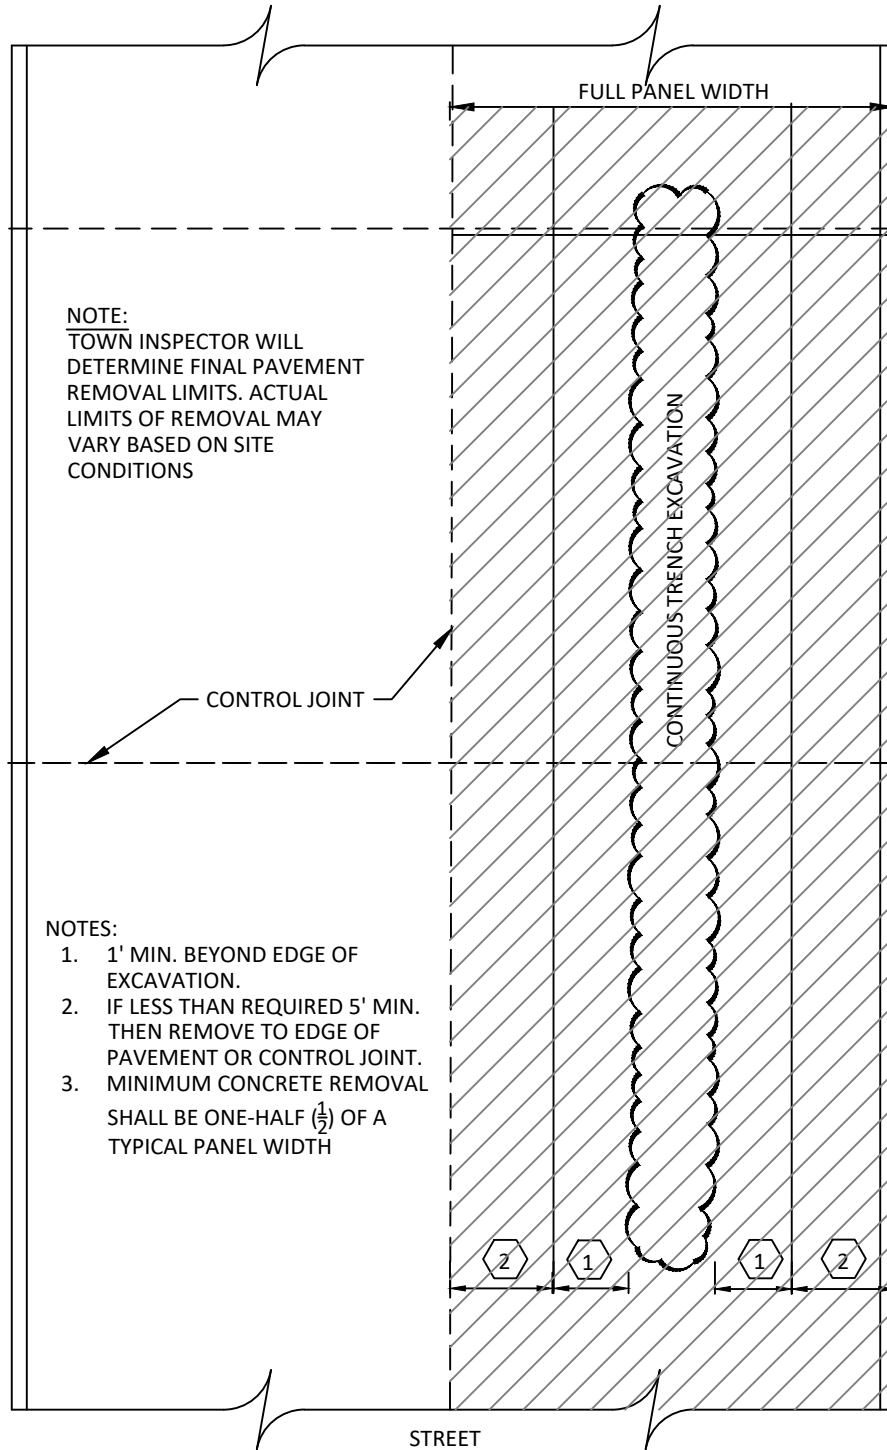 FULL PANEL WIDTH
NOTE:
TOWN INSPECTOR WILL
DETERMINE FINAL PAVEMENT
REMOVAL LIMITS. ACTUAL
LIMITS OF REMOVAL MAY
VARY BASED ON SITE
CONDITIONS
CONTINUOUS TRENCH EXCAVATION
CONTROL JOINT
NOTES:
1. 1' MIN. BEYOND EDGE OF
EXCAVATION.
2. IF LESS THAN REQUIRED 5' MIN.
THEN REMOVE TO EDGE OF
PAVEMENT OR CONTROL JOINT.
3. MINIMUM CONCRETE REMOVAL
SHALL BE ONE-HALF (1/2) OF A
TYPICAL PANEL WIDTH
2 1 1 2
STREET